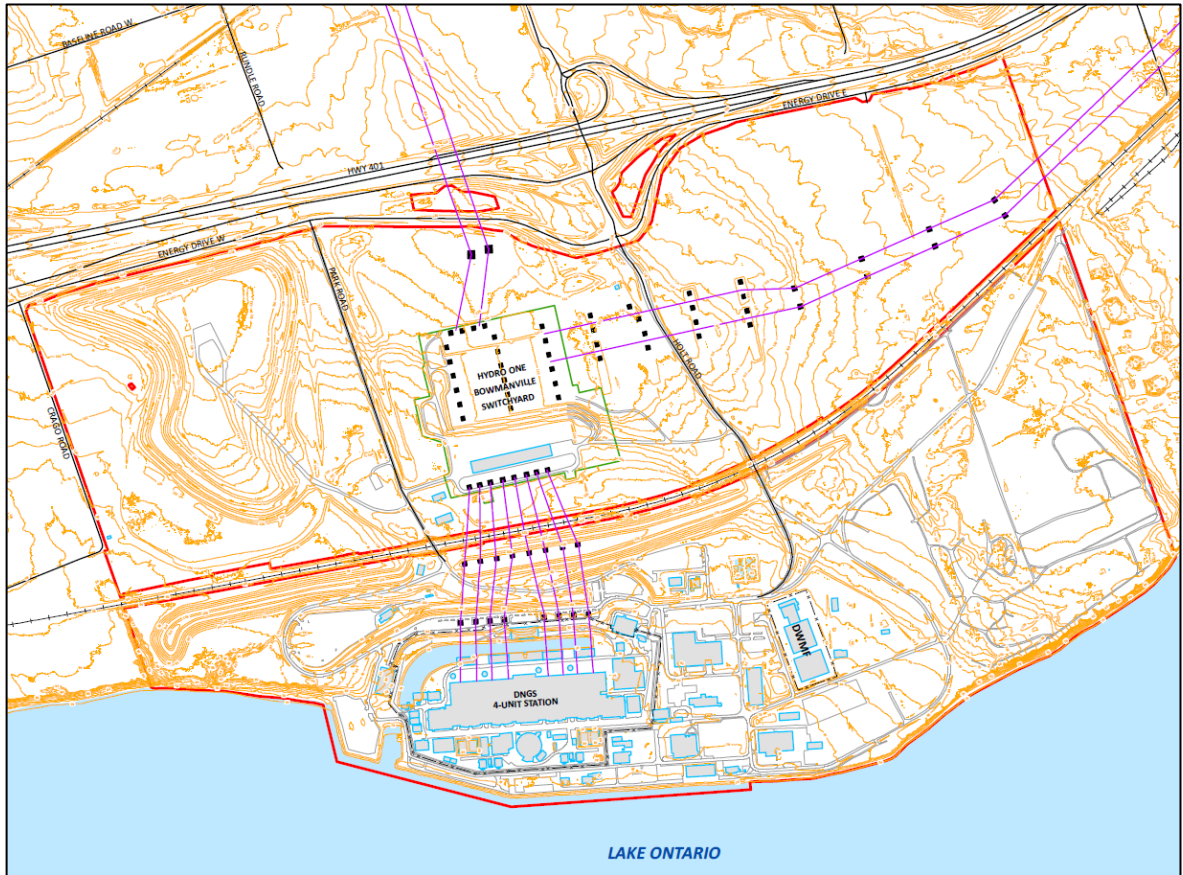 BASELINE ROAD W
RUNDLE ROAD
HWY 401
ENERGY DRIVE E
ENERGY DRIVE W
PARK ROAD
HOLT ROAD
CRAGO ROAD
HYDRO ONE
BOWMANVILLE
SWITCHYARD
DWMF
DNGS
4-UNIT STATION
LAKE ONTARIO